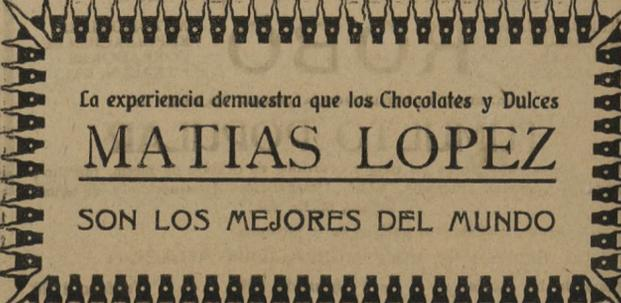 La experiencia demuestra que los Chocolates y Dulces
MATIAS LOPEZ
SON LOS MEJORES DEL MUNDO